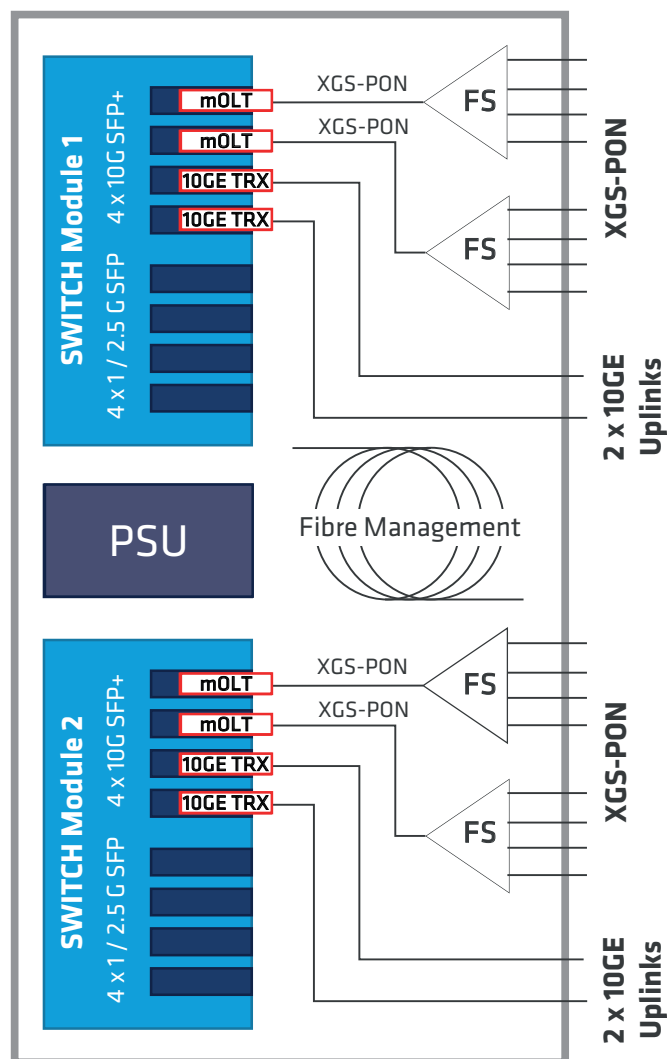 SWITCH Module 1
4 x 10G SFP+
4 x 1 / 2.5 G SFP
mOLT
mOLT
10GE TRX
10GE TRX
XGS-PON
XGS-PON
FS
FS
XGS-PON
2 x 10GE
Uplinks
PSU
Fibre Management
SWITCH Module 2
4 x 10G SFP+
4 x 1 / 2.5 G SFP
mOLT
mOLT
10GE TRX
10GE TRX
XGS-PON
XGS-PON
FS
FS
XGS-PON
2 x 10GE
Uplinks